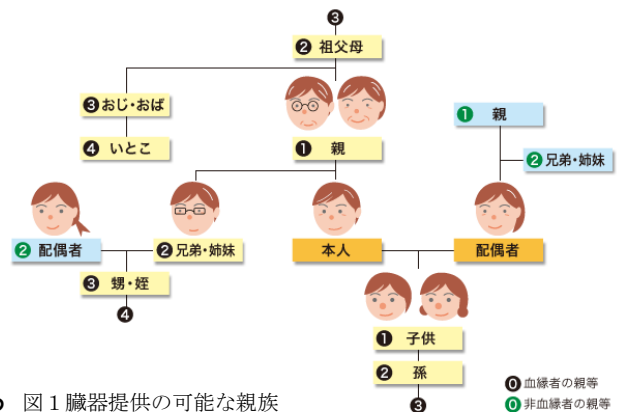 ❸
❷ 祖父母
❸ おじ・おば
❶ 親
❹ いとこ
❶ 親
❷ 兄弟・姉妹
❷ 配偶者
❷ 兄弟・姉妹
本人
配偶者
❸ 甥・姪
❹
❶ 子供
❷ 孫
❸
⓿ 血縁者の親等
⓿ 非血縁者の親等
図1臓器提供の可能な親族